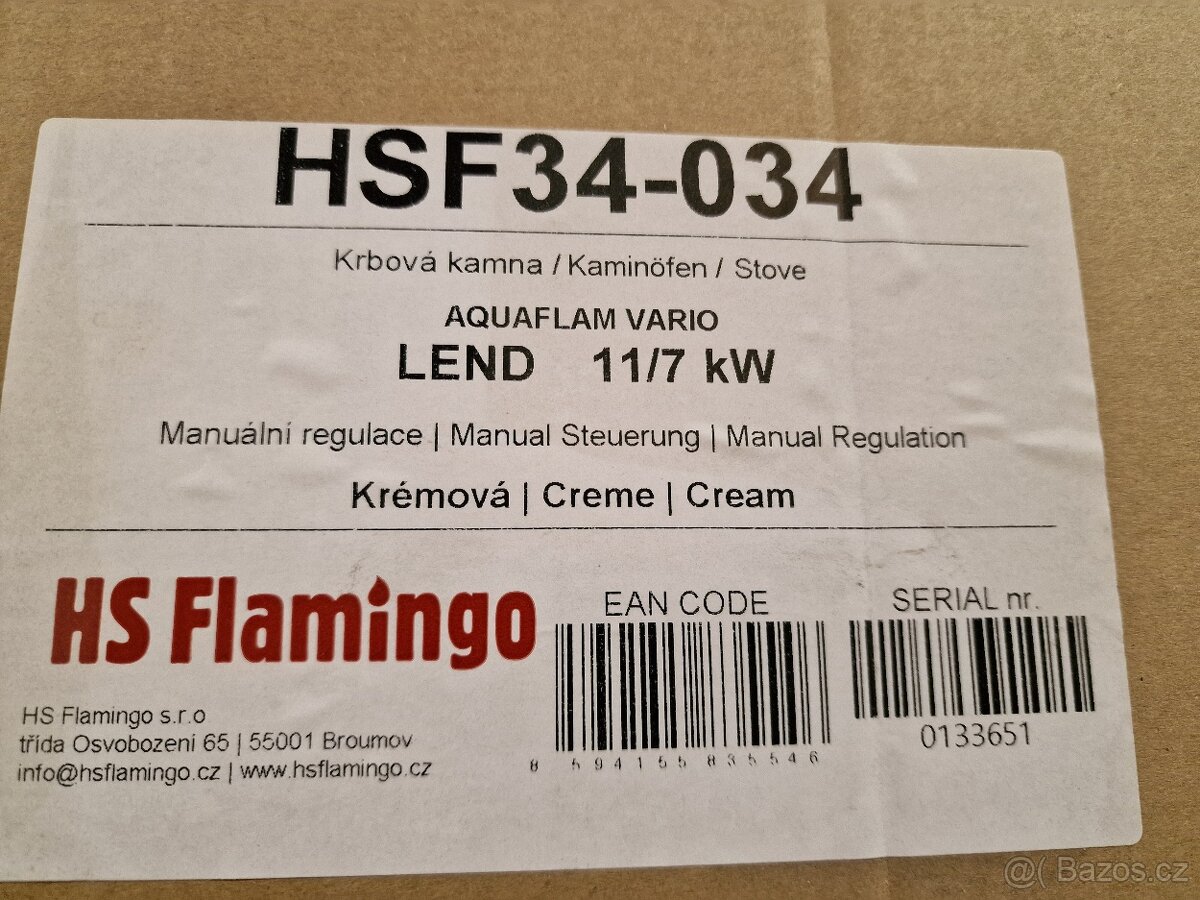 HSF34-034
Krbová kamna / Kaminöfen / Stove
AQUAFLAM VARIO
LEND 11/7 kW
Manuální regulace | Manual Steuerung | Manual Regulation
Krémová | Creme | Cream
HS Flamingo
HS Flamingo s.r.o
třída Osvobození 65 | 55001 Broumov
info@hsflamingo.cz | www.hsflamingo.cz
EAN CODE
8 594155 835546
SERIAL nr.
0133651
@( Bazos.cz